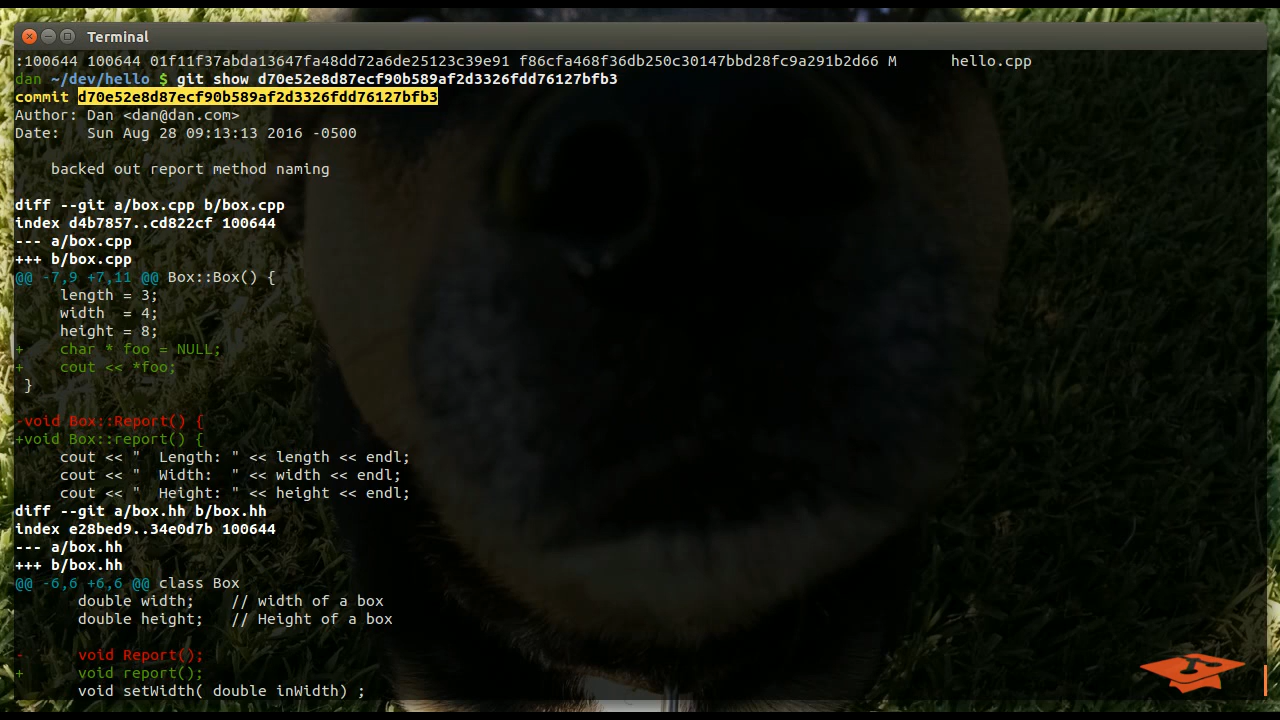 Terminal
:100644 100644 01f11f37abda13647fa48dd72a6de25123c39e91 f86cfa468f36db250c30147bbd28fc9a291b2d66 M      hello.cpp
dan ~/dev/hello $ git show d70e52e8d87ecf90b589af2d3326fdd76127bfb3
commit d70e52e8d87ecf90b589af2d3326fdd76127bfb3
Author: Dan <dan@dan.com>
Date:   Sun Aug 28 09:13:13 2016 -0500
    backed out report method naming
diff --git a/box.cpp b/box.cpp
index d4b7857..cd822cf 100644
--- a/box.cpp
+++ b/box.cpp
@@ -7,9 +7,11 @@ Box::Box() {
     length = 3;
     width  = 4;
     height = 8;
+    char * foo = NULL;
+    cout << *foo;
 }
-void Box::Report() {
+void Box::report() {
     cout << "  Length: " << length << endl;
     cout << "  Width:  " << width << endl;
     cout << "  Height: " << height << endl;
diff --git a/box.hh b/box.hh
index e28bed9..34e0d7b 100644
--- a/box.hh
+++ b/box.hh
@@ -6,6 +6,6 @@ class Box
       double width;    // width of a box
       double height;   // Height of a box
-      void Report();
+      void report();
       void setWidth( double inWidth) ;